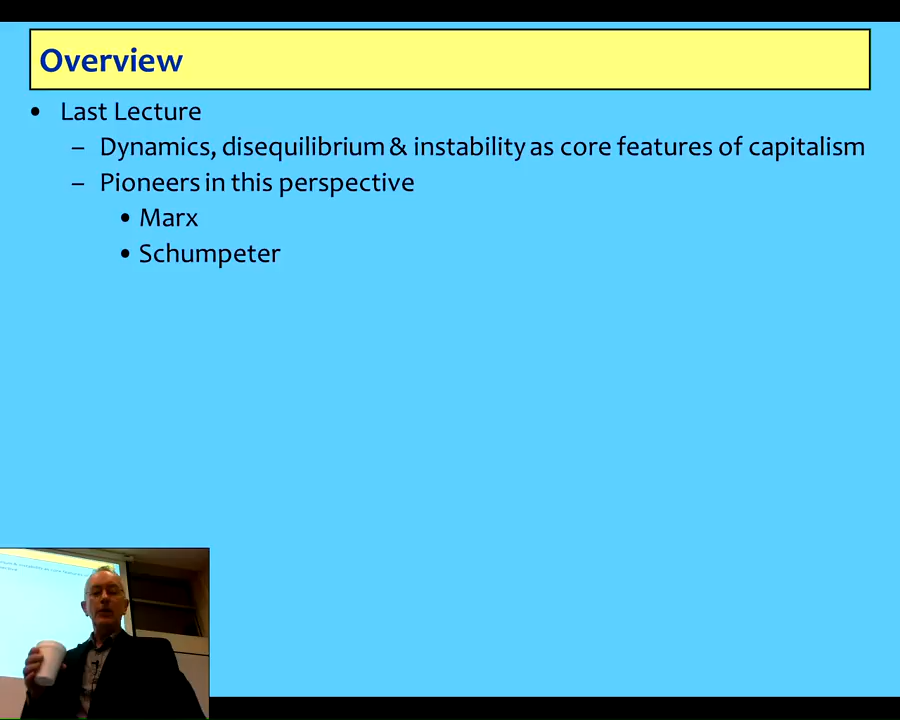 Overview
• Last Lecture
– Dynamics, disequilibrium & instability as core features of capitalism
– Pioneers in this perspective
• Marx
• Schumpeter